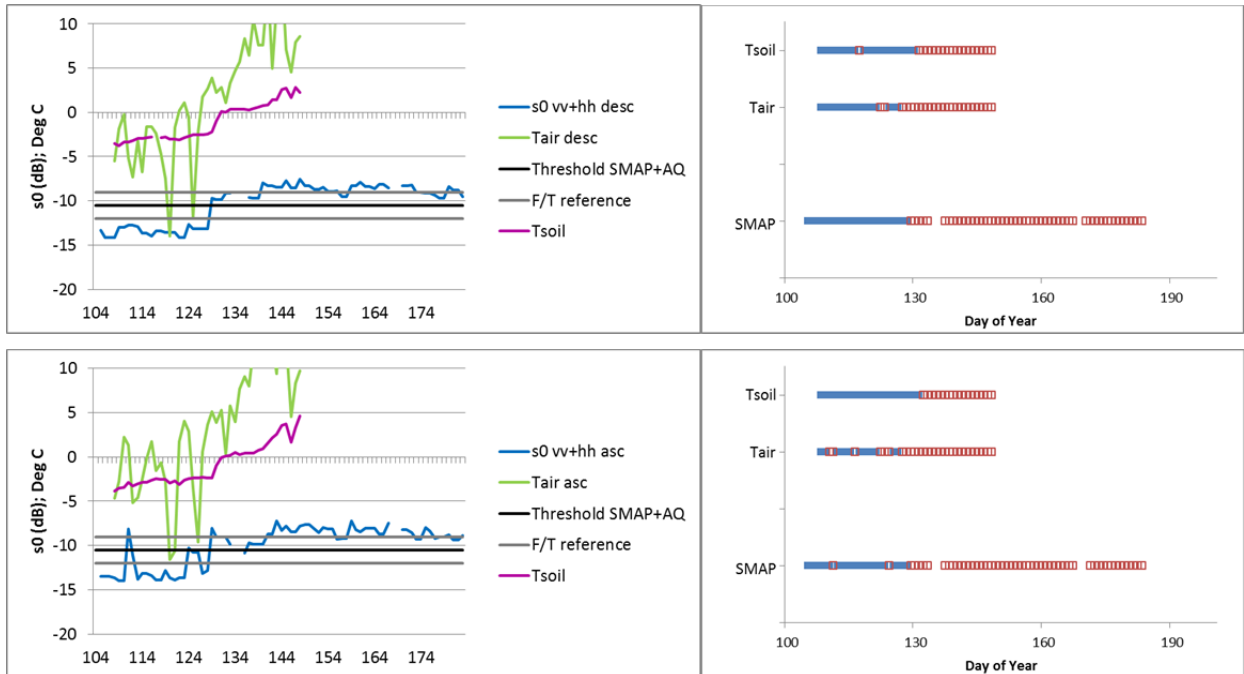 10
5
0
-5
-10
-15
-20
s0 (dB); Deg C
104 114 124 134 144 154 164 174
s0 vv+hh desc
Tair desc
Threshold SMAP+AQ
F/T reference
Tsoil
Tsoil
Tair
SMAP
100 130 160 190
Day of Year
10
5
0
-5
-10
-15
-20
s0 (dB); Deg C
104 114 124 134 144 154 164 174
s0 vv+hh asc
Tair asc
Threshold SMAP+AQ
F/T reference
Tsoil
Tsoil
Tair
SMAP
100 130 160 190
Day of Year